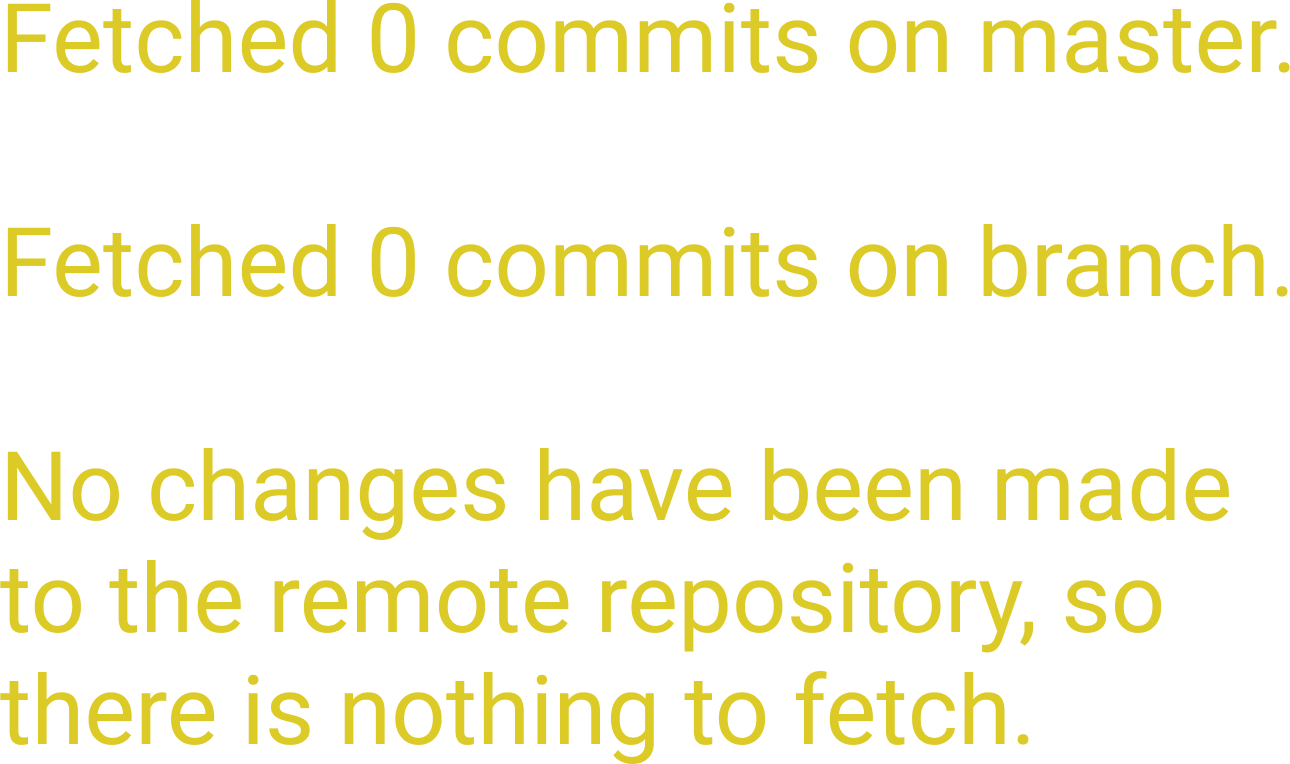 Fetched 0 commits on master.
Fetched 0 commits on branch.
No changes have been made
to the remote repository, so
there is nothing to fetch.